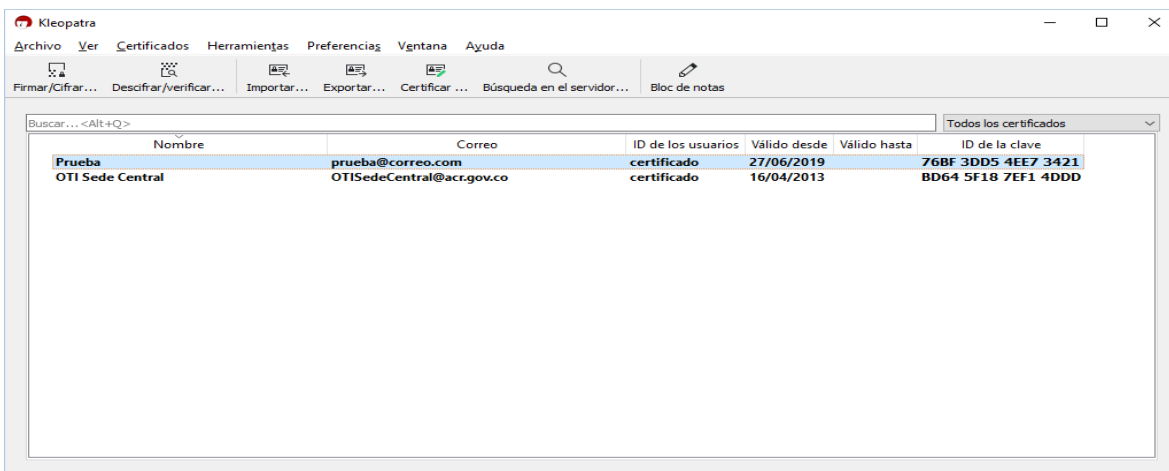 Kleopatra
Archivo Ver Certificados Herramientas Preferencias Ventana Ayuda
Firmar/Cifrar... Descifrar/verificar... Importar... Exportar... Certificar ... Búsqueda en el servidor... Bloc de notas
Buscar...<Alt+Q> Todos los certificados
Nombre Correo ID de los usuarios Válido desde Válido hasta ID de la clave
Prueba prueba@correo.com certificado 27/06/2019 76BF 3DD5 4EE7 3421
OTI Sede Central OTISedeCentral@acr.gov.co certificado 16/04/2013 BD64 5F18 7EF1 4DDD